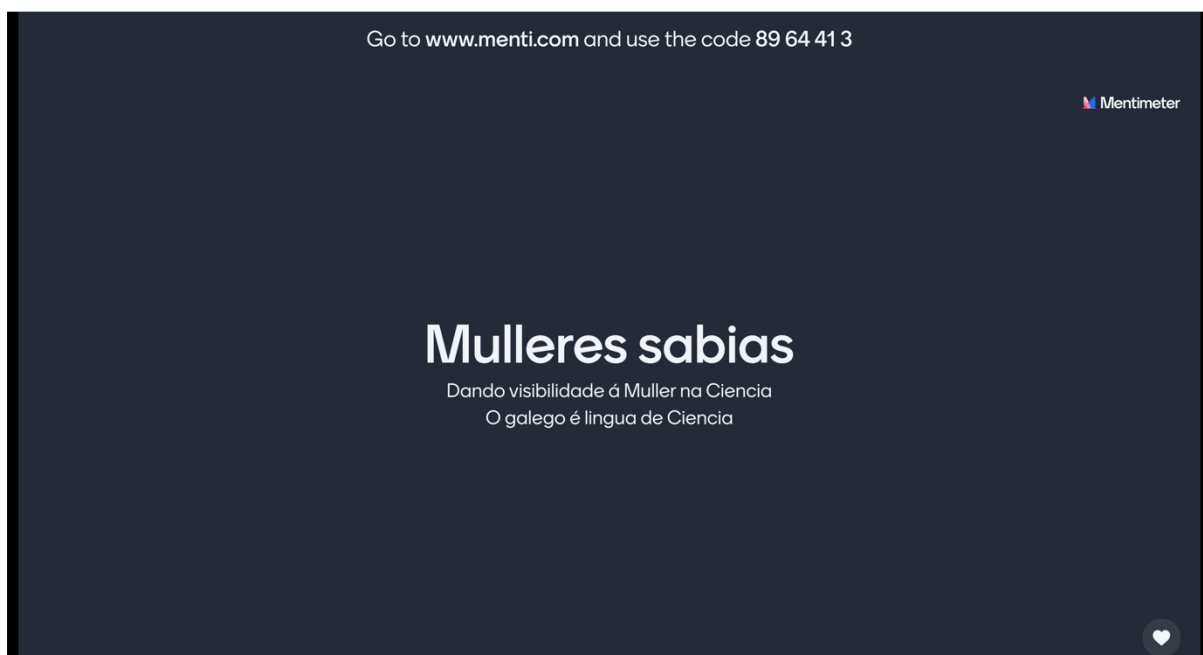 Go to www.menti.com and use the code 89 64 41 3
Mentimeter
Mulleres sabias
Dando visibilidade á Muller na Ciencia
O galego é lingua de Ciencia